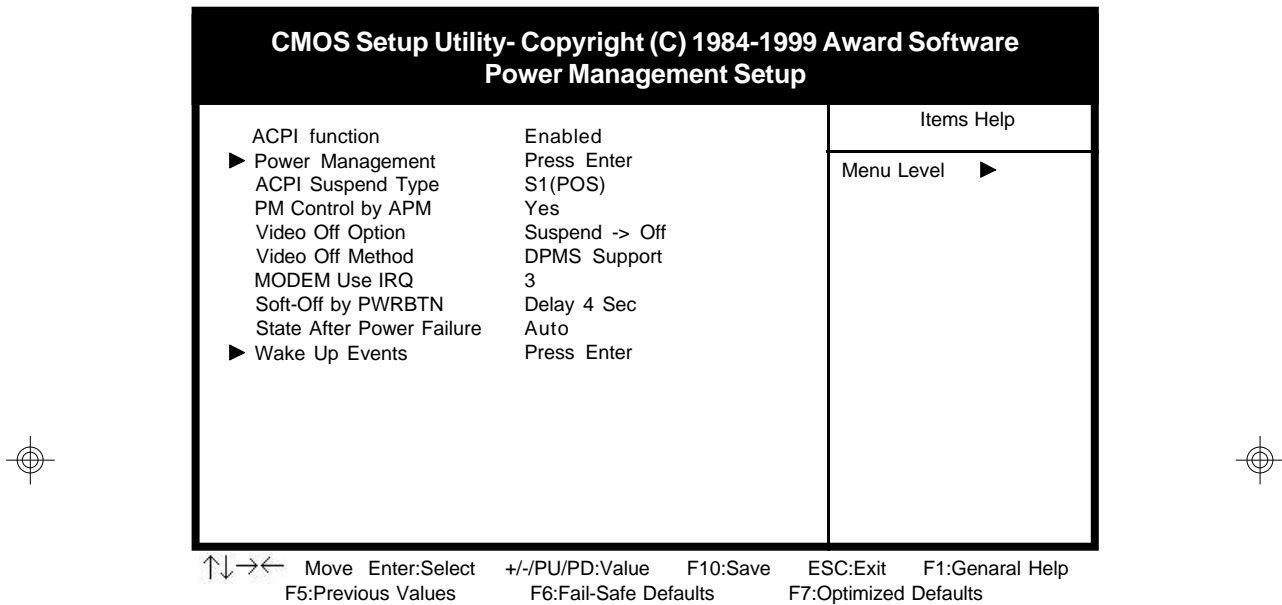 CMOS Setup Utility- Copyright (C) 1984-1999 Award Software
Power Management Setup
ACPI function Enabled
▶ Power Management Press Enter
ACPI Suspend Type S1(POS)
PM Control by APM Yes
Video Off Option Suspend -> Off
Video Off Method DPMS Support
MODEM Use IRQ 3
Soft-Off by PWRBTN Delay 4 Sec
State After Power Failure Auto
▶ Wake Up Events Press Enter
Items Help
Menu Level ▶
↑↓→← Move Enter:Select +/-/PU/PD:Value F10:Save ESC:Exit F1:Genaral Help
F5:Previous Values F6:Fail-Safe Defaults F7:Optimized Defaults